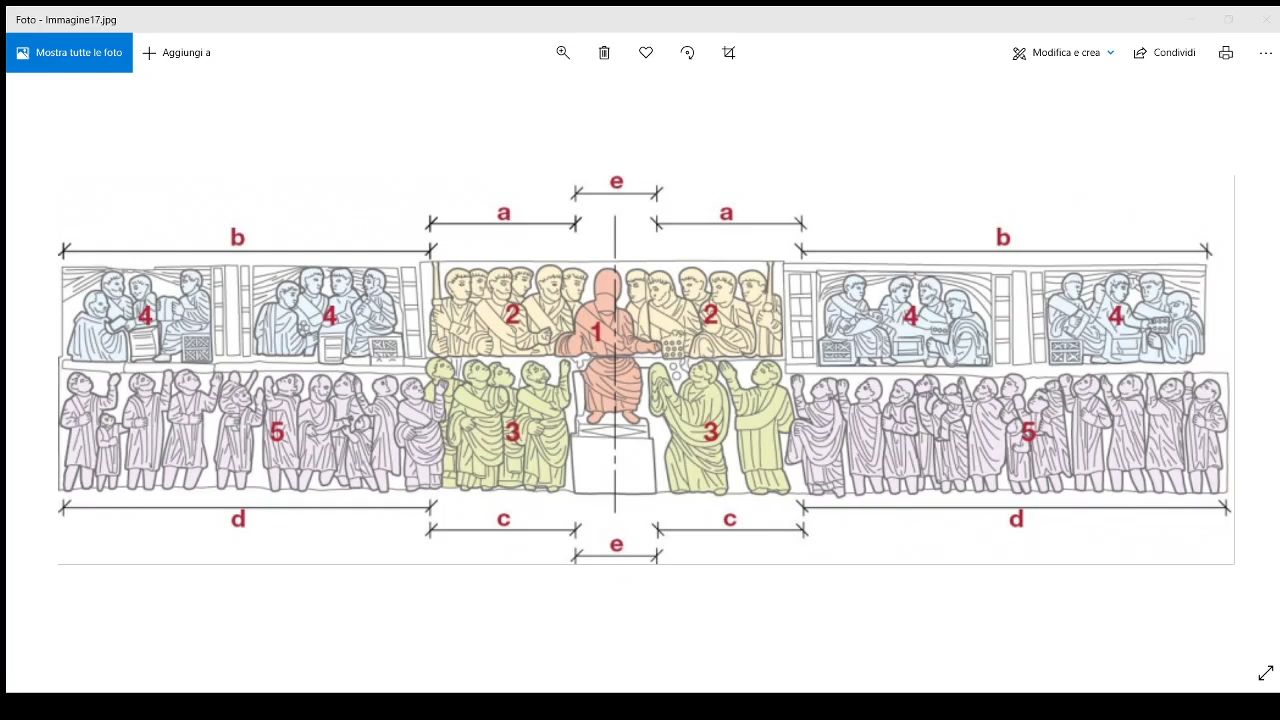 Foto - Immagine17.jpg
Mostra tutte le foto
Aggiungi a
Modifica e crea
Condividi
e
a a
b b
4 4 2 1 2 4 4
5 3 3 5
d c c d
e